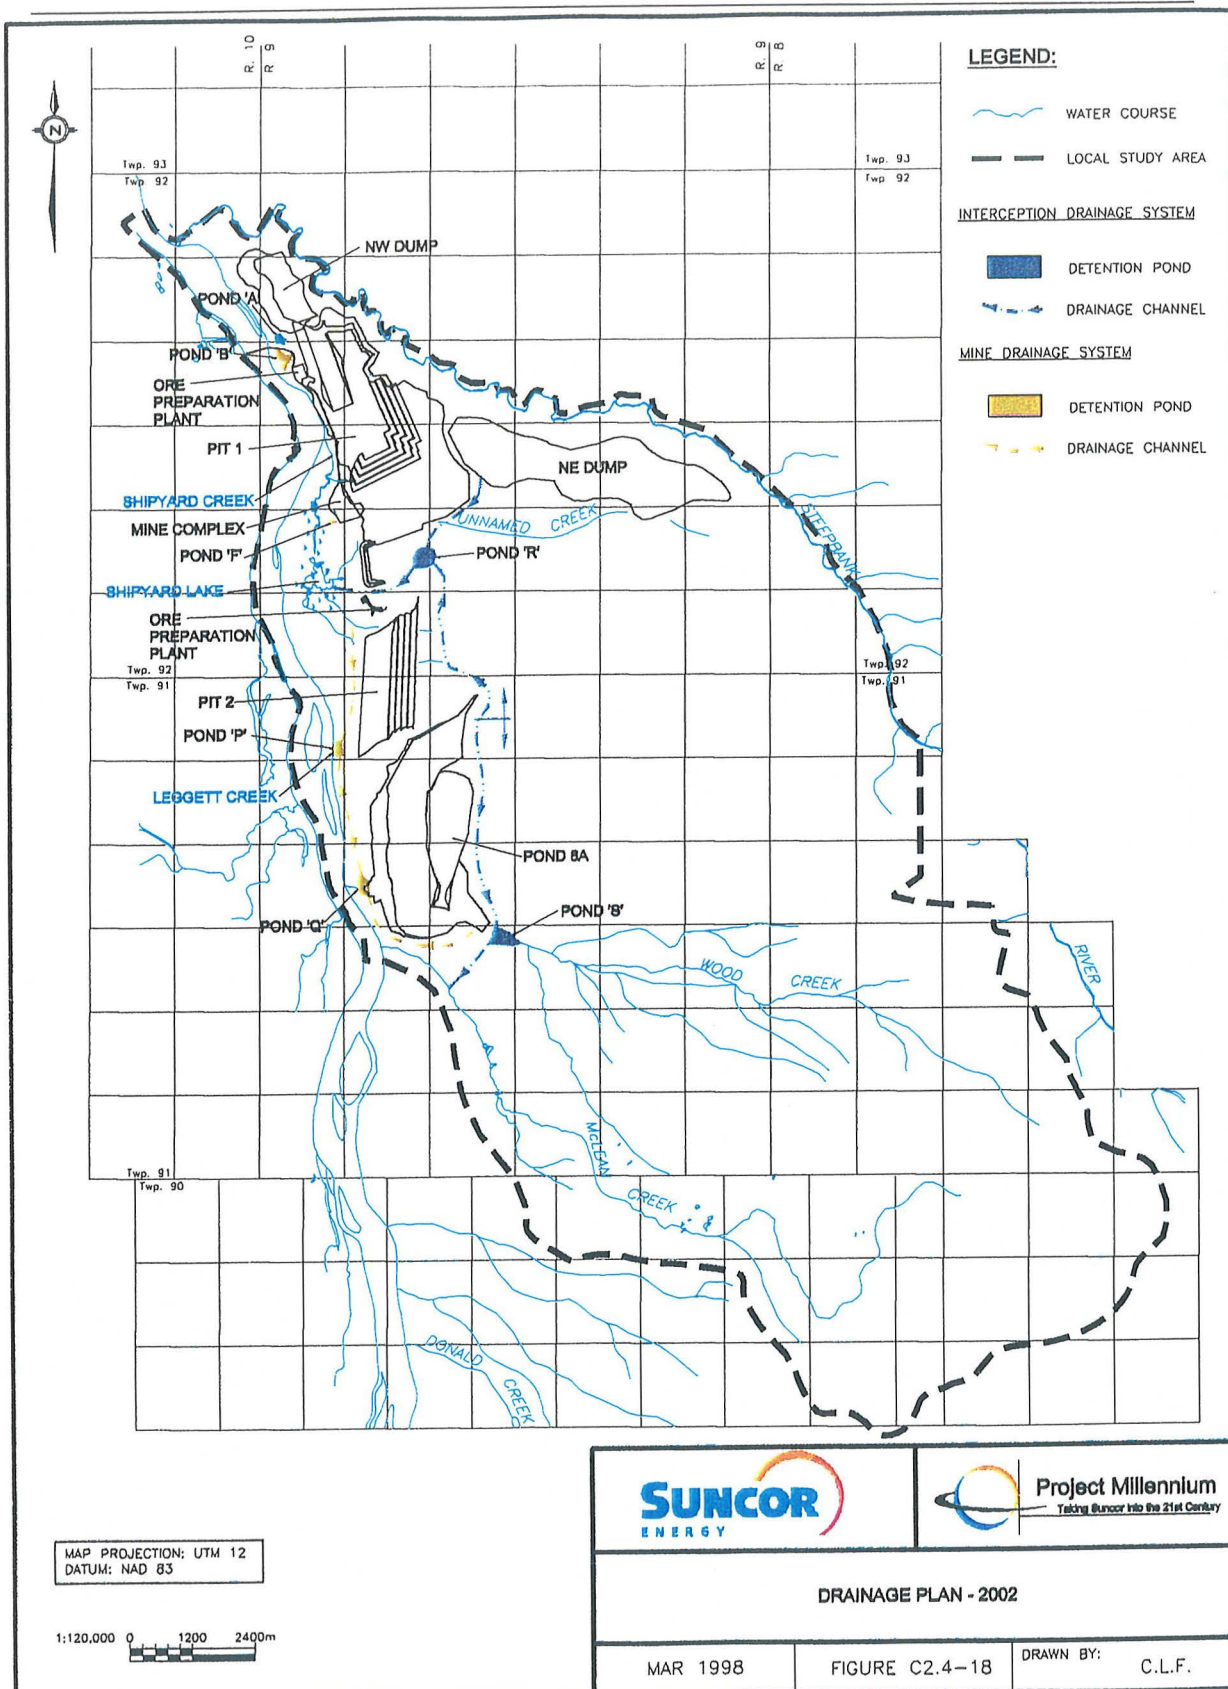 R. 10
R 9
R. 9
R 8
LEGEND:
WATER COURSE
LOCAL STUDY AREA
INTERCEPTION DRAINAGE SYSTEM
DETENTION POND
DRAINAGE CHANNEL
MINE DRAINAGE SYSTEM
DETENTION POND
DRAINAGE CHANNEL
N
Twp. 93
Twp 92
Twp. 93
Twp 92
NW DUMP
POND 'A'
POND 'B'
ORE
PREPARATION
PLANT
PIT 1
NE DUMP
SHIPYARD CREEK
MINE COMPLEX
UNNAMED CREEK
STEEPBANK
POND 'F'
POND 'R'
SHIPYARD LAKE
ORE
PREPARATION
PLANT
Twp. 92
Twp. 91
Twp. 92
Twp. 91
PIT 2
POND 'P'
LEGGETT CREEK
POND 8A
POND 'Q'
POND 'S'
WOOD CREEK
RIVER
McLEAN
CREEK
Twp. 91
Twp. 90
DONALD
CREEK
SUNCOR
ENERGY
Project Millennium
Taking Suncor into the 21st Century
MAP PROJECTION: UTM 12
DATUM: NAD 83
DRAINAGE PLAN - 2002
1:120,000 0 1200 2400m
MAR 1998
FIGURE C2.4-18
DRAWN BY:
C.L.F.